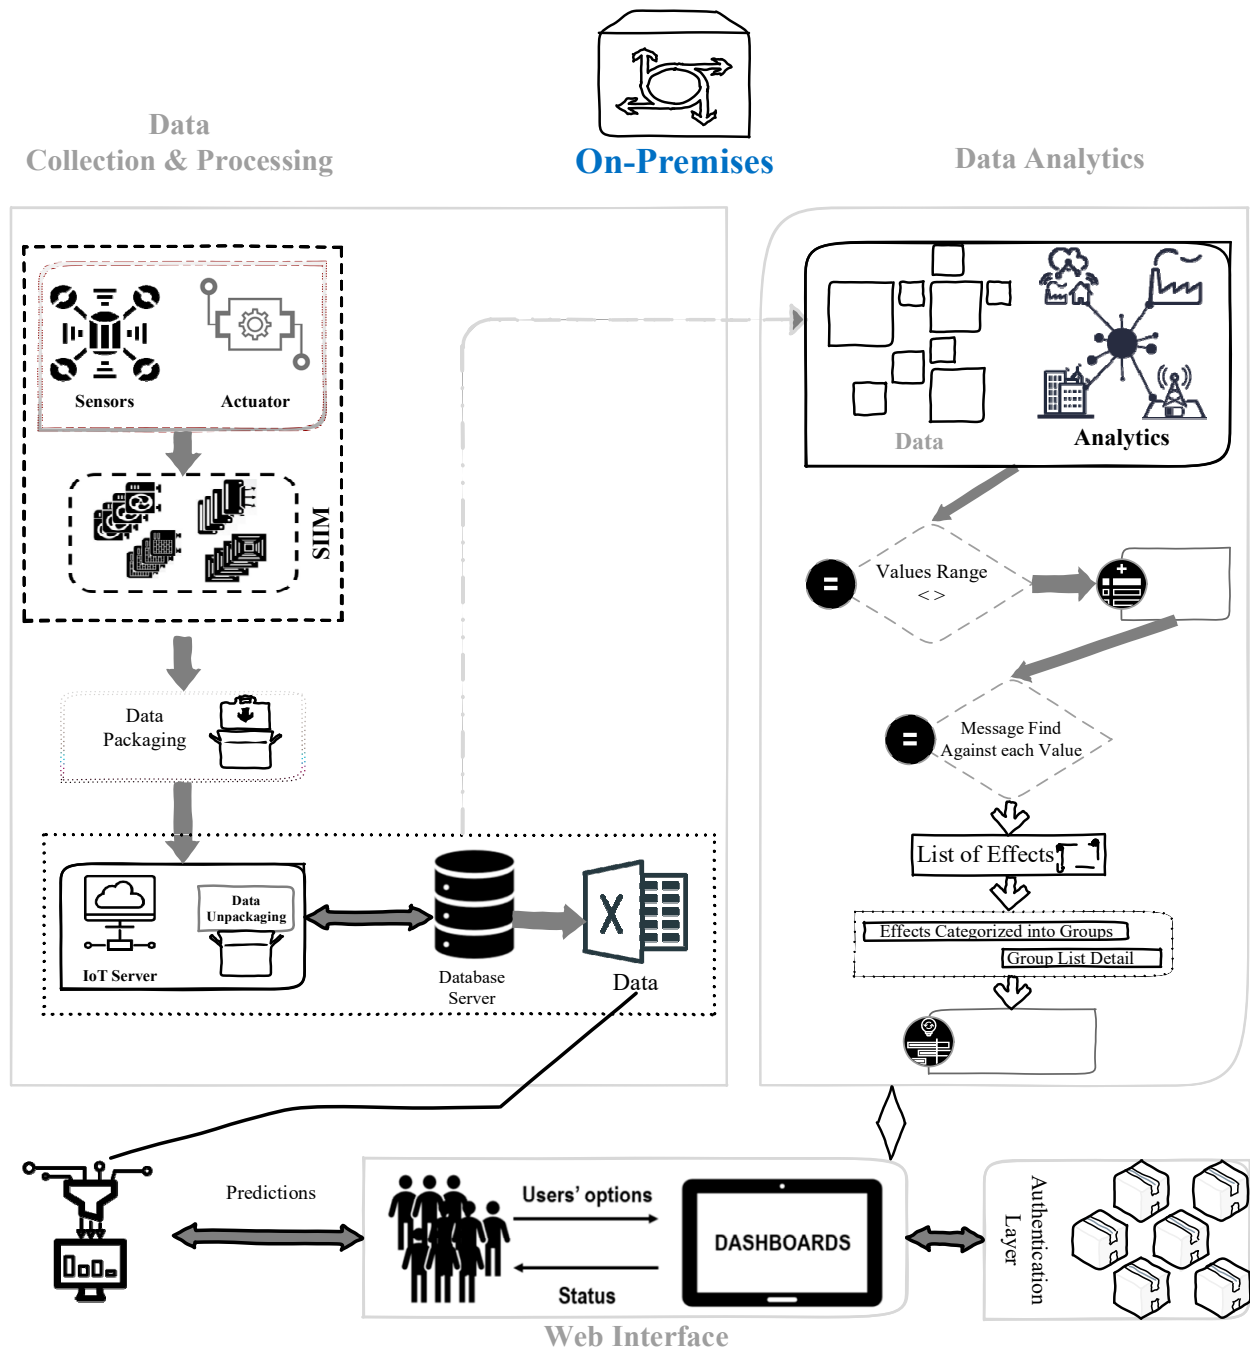 On-Premises
Data
Collection & Processing
Data Analytics
Sensors
Actuator
SIIM
Data
Packaging
IoT Server
Data
Unpackaging
Database
Server
X
Data
Data
Analytics
=
Values Range
< >
+
=
Message Find
Against each Value
List of Effects
Effects Categorized into Groups
Group List Detail
Predictions
Users' options
Status
DASHBOARDS
Authentication
Layer
Web Interface